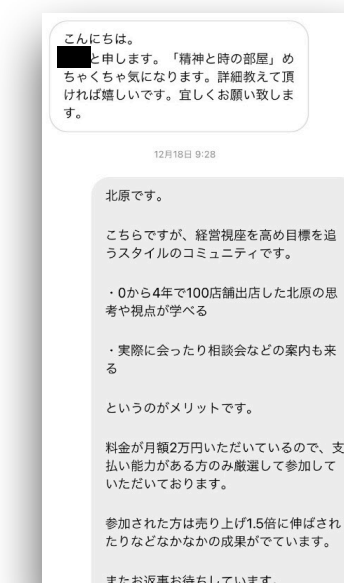 こんにちは。
と申します。「精神と時の部屋」め
ちゃくちゃ気になります。詳細教えて頂
ければ嬉しいです。宜しくお願い致しま
す。
12月18日 9:28
北原です。
こちらですが、経営視座を高め目標を追
うスタイルのコミュニティです。
・0から4年で100店舗出店した北原の思
考や視点が学べる
・実際に会ったり相談会などの案内も来
る
というのがメリットです。
料金が月額2万円いただいているので、支
払い能力がある方のみ厳選して参加して
いただいております。
参加された方は売り上げ1.5倍に伸ばされ
たりなどなかなかの成果がでています。
またお返事お待ちしています。